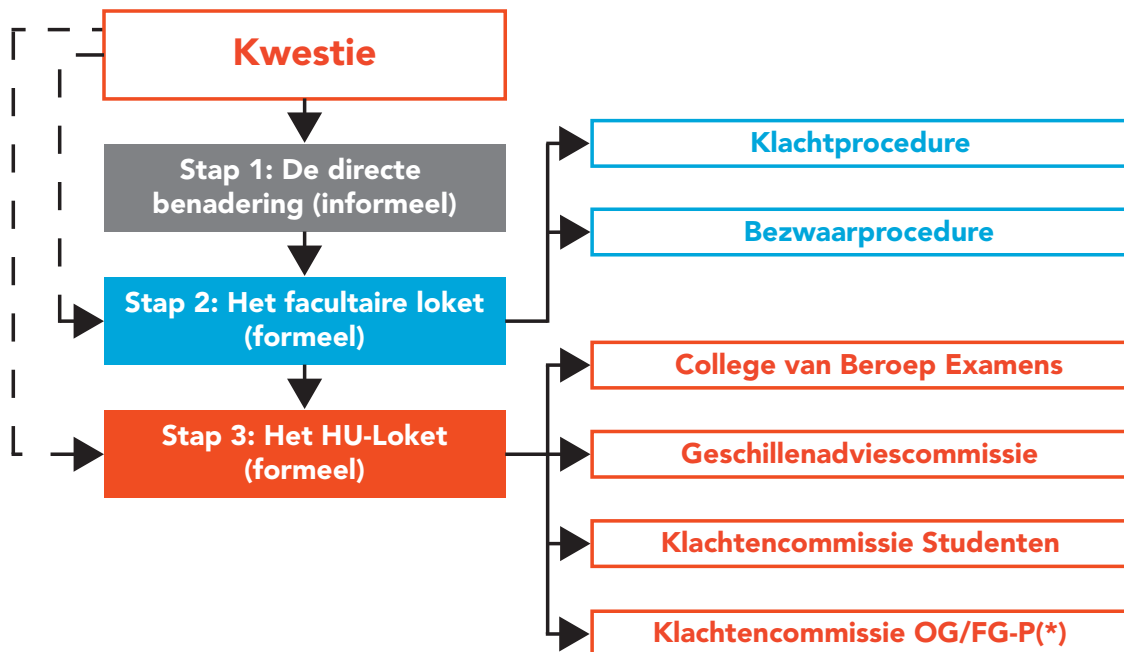 Kwestie
Stap 1: De directe
benadering (informeel)
Stap 2: Het facultaire loket
(formeel)
Stap 3: Het HU-Loket
(formeel)
Klachtprocedure
Bezwaarprocedure
College van Beroep Examens
Geschillenadviescommissie
Klachtencommissie Studenten
Klachtencommissie OG/FG-P(*)